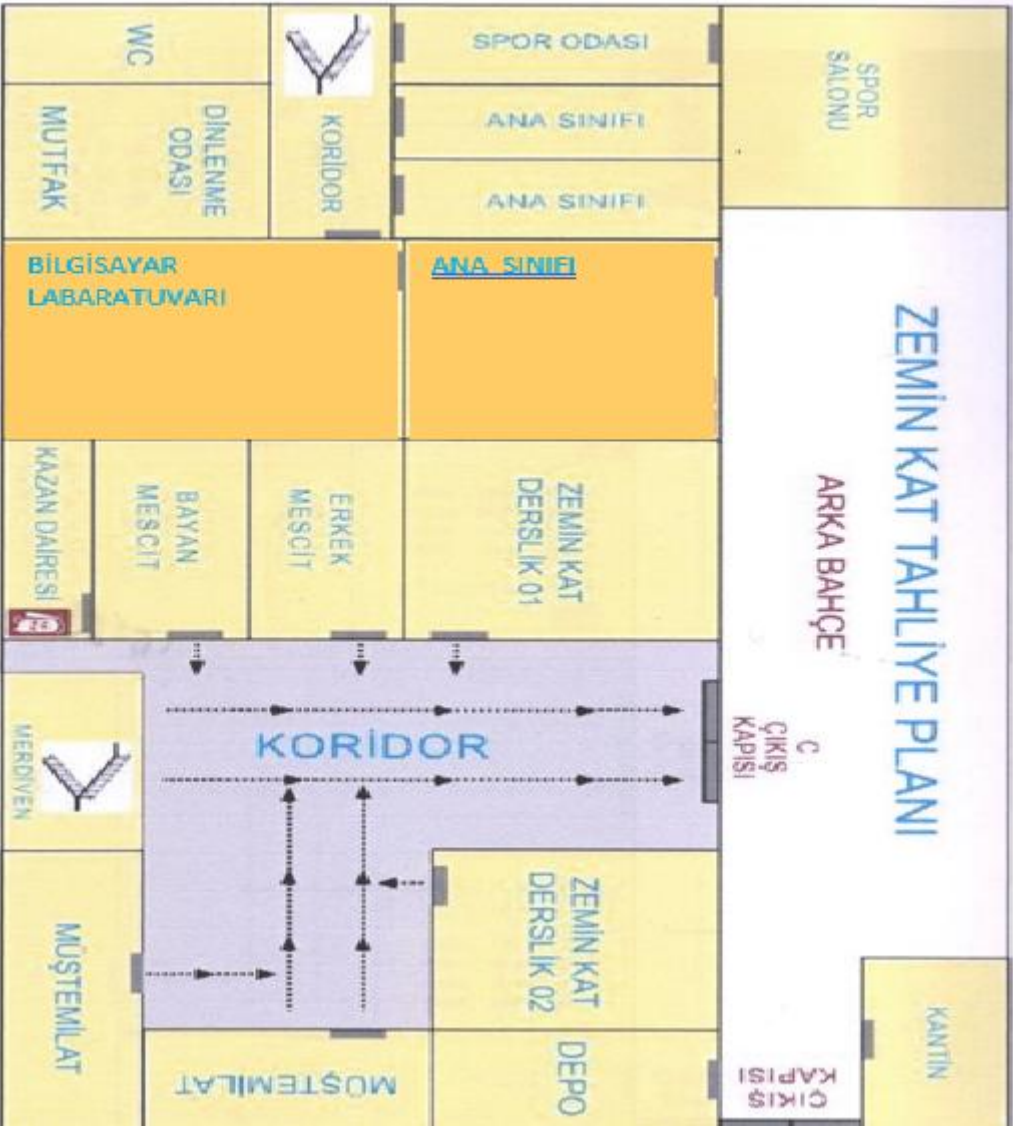 ZEMİN KAT TAHLİYE PLANI
WC
KORİDOR
SPOR ODASI
SPOR
SALONU
MUTFAK
DİNLENME
ODASI
ANA SINIFI
ANA SINIFI
BİLGİSAYAR
LABARATUVARI
ANA SINIFI
ARKA BAHÇE
KAZAN DAİRESİ
BAYAN
MESCİT
ERKEK
MESCİT
ZEMİN KAT
DERSLİK 01
KORİDOR
C
ÇIKIŞ
KAPISI
MERDİVEN
MÜŞTEMİLAT
ZEMİN KAT
DERSLİK 02
MÜŞTEMİLAT
DEPO
ÇIKIŞ
KAPISI
KANTİN